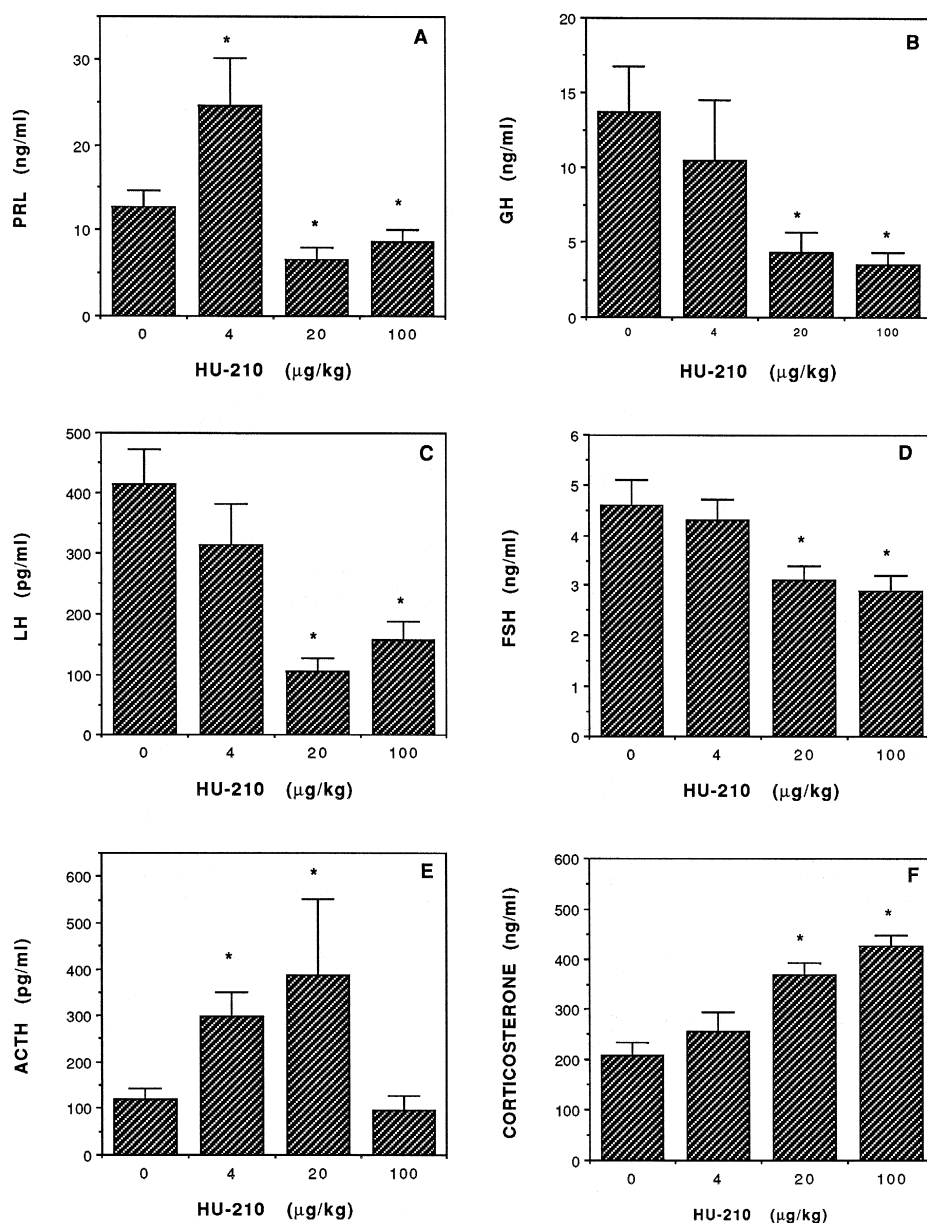 A
*
30
*
*
20
10
0
PRL (ng/ml)
0 4 20 100
HU-210 (µg/kg)
B
20
15
10
5
0
*
*
GH (ng/ml)
0 4 20 100
HU-210 (µg/kg)
C
500
400
300
200
100
0
*
*
LH (pg/ml)
0 4 20 100
HU-210 (µg/kg)
D
6
5
4
3
2
1
0
*
*
FSH (ng/ml)
0 4 20 100
HU-210 (µg/kg)
E
600
500
400
300
200
100
0
*
*
ACTH (pg/ml)
0 4 20 100
HU-210 (µg/kg)
F
600
500
400
300
200
100
0
*
*
CORTICOSTERONE (ng/ml)
0 4 20 100
HU-210 (µg/kg)